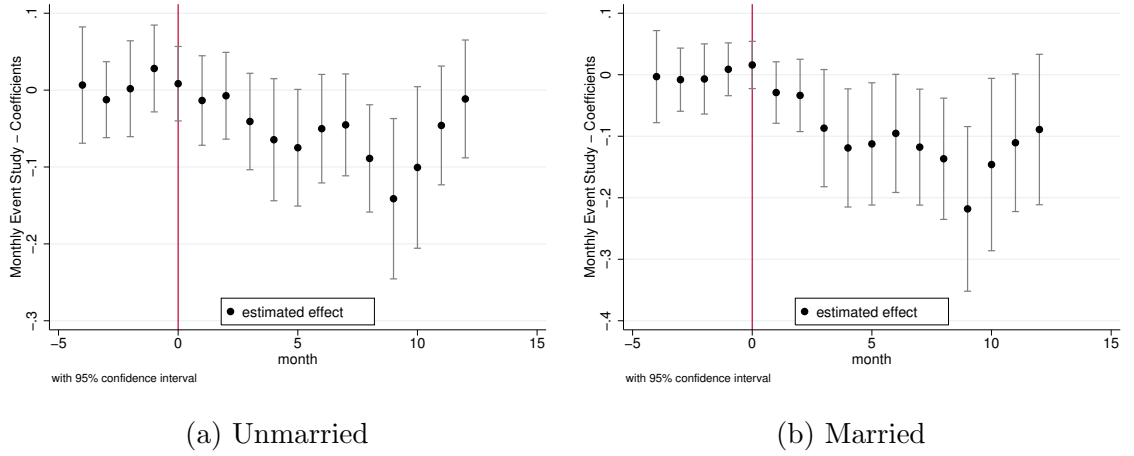 .1
0
−.1
−.2
−.3
Monthly Event Study − Coefficients
estimated effect
−5
0
5
10
15
month
with 95% confidence interval
(a) Unmarried
.1
0
−.1
−.2
−.3
−.4
Monthly Event Study − Coefficients
estimated effect
−5
0
5
10
15
month
with 95% confidence interval
(b) Married